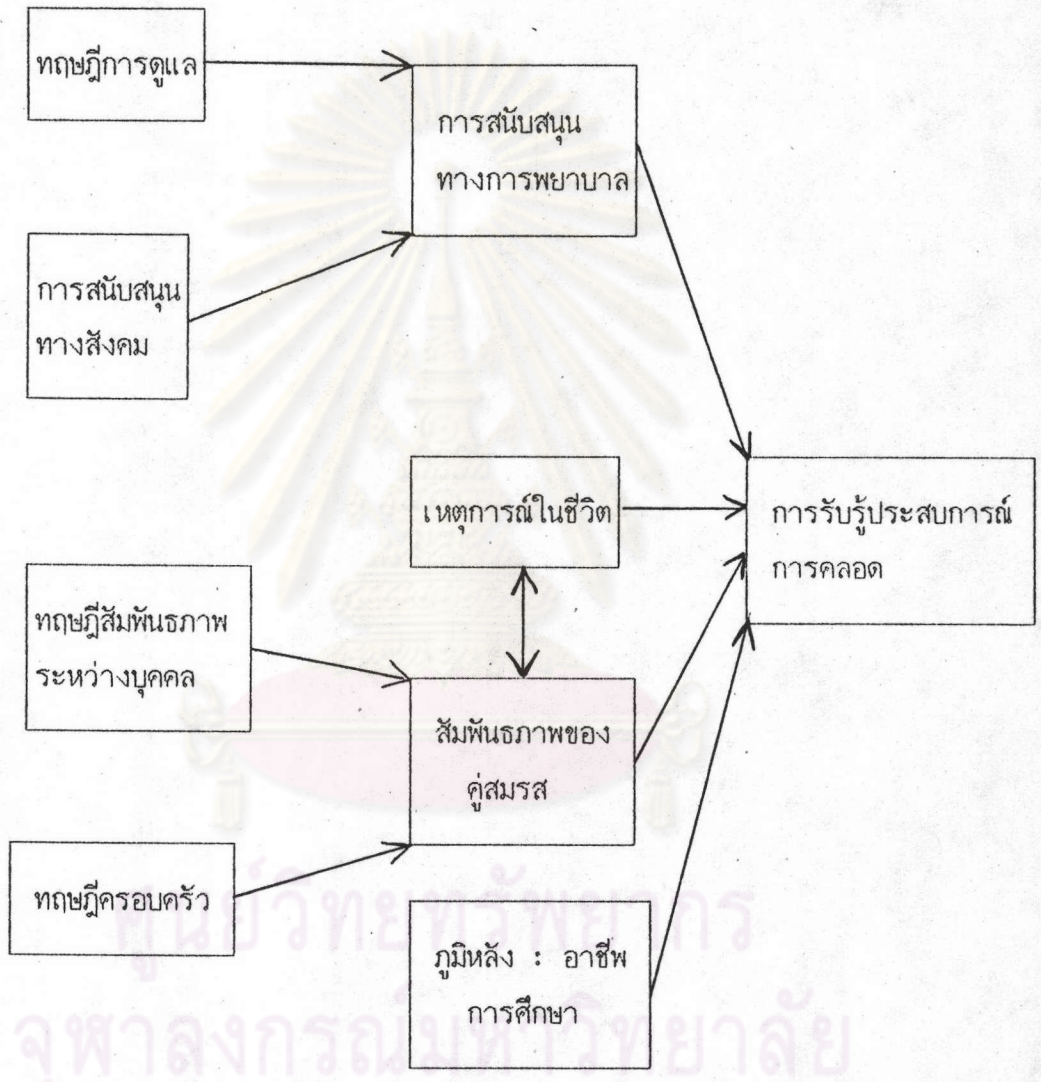 ทฤษฎีการดูแล
การสนับสนุน
ทางการพยาบาล
การสนับสนุน
ทางสังคม
เหตุการณ์ในชีวิต
การรับรู้ประสบการณ์
การคลอด
ทฤษฎีสัมพันธภาพ
ระหว่างบุคคล
สัมพันธภาพของ
คู่สมรส
ทฤษฎีครอบครัว
ภูมิหลัง : อาชีพ
การศึกษา
ศูนย์วิทยทรัพยากร
จุฬาลงกรณ์มหาวิทยาลัย